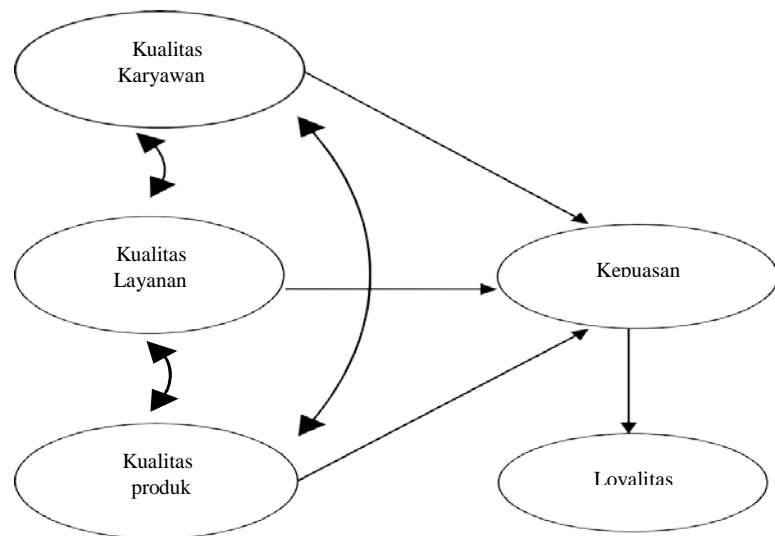 Kualitas
Karyawan
Kualitas
Layanan
Kepuasan
Kualitas
produk
Loyalitas